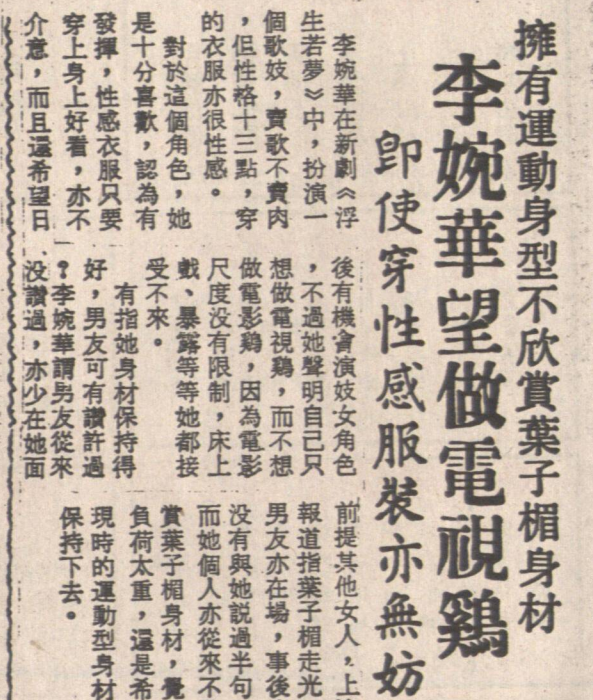 擁有運動身型不欣賞葉子楣身材
李婉華望做電視鷄
即使穿性感服裝亦無妨
李婉華在新劇《浮
生若夢》中，扮演一
個歌妓，賣歌不賣肉
，但性格十三點，穿
的衣服亦很性感。
對於這個角色，她
是十分喜歡，認為有
發揮，性感衣服只要
穿上身上好看，亦不
介意，而且還希望日
後有機會演妓女角色
，不過她聲明自己只
想做電視鷄，而不想
做電影鷄，因為電影
尺度没有限制，床上
戲、暴露等等她都接
受不來。
有指她身材保持得
好，男友可有讚許過
？李婉華謂男友從來
没讚過，亦少在她面
前提其他女人，上
報道指葉子楣走光
男友亦在場，事後
没有與她説過半句
而她個人亦從來不
賞葉子楣身材，覺
負荷太重，還是希
現時的運動型身材
保持下去。